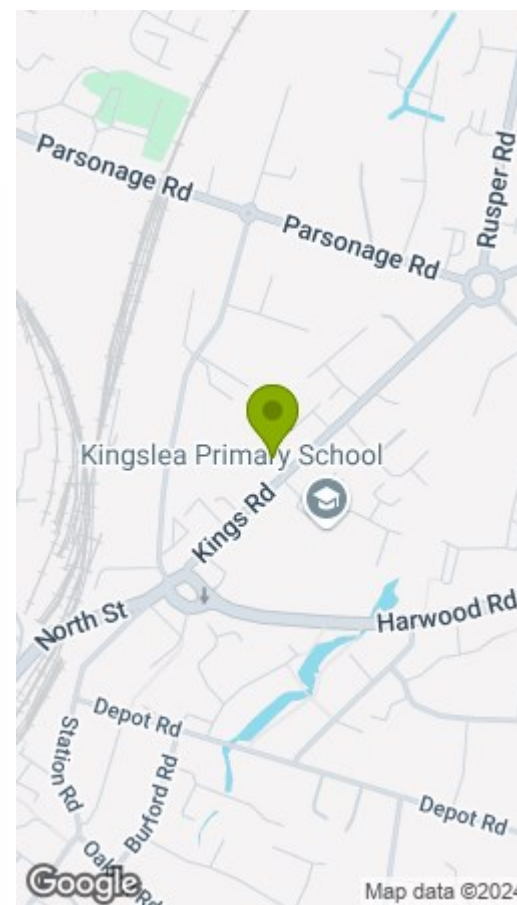 Parsonage Rd
Parsonage Rd
Rusper Rd
Kingslea Primary School
Kings Rd
North St
Harwood Rd
Depot Rd
Station Rd
Burford Rd
Depot Rd
Google
Map data ©2024